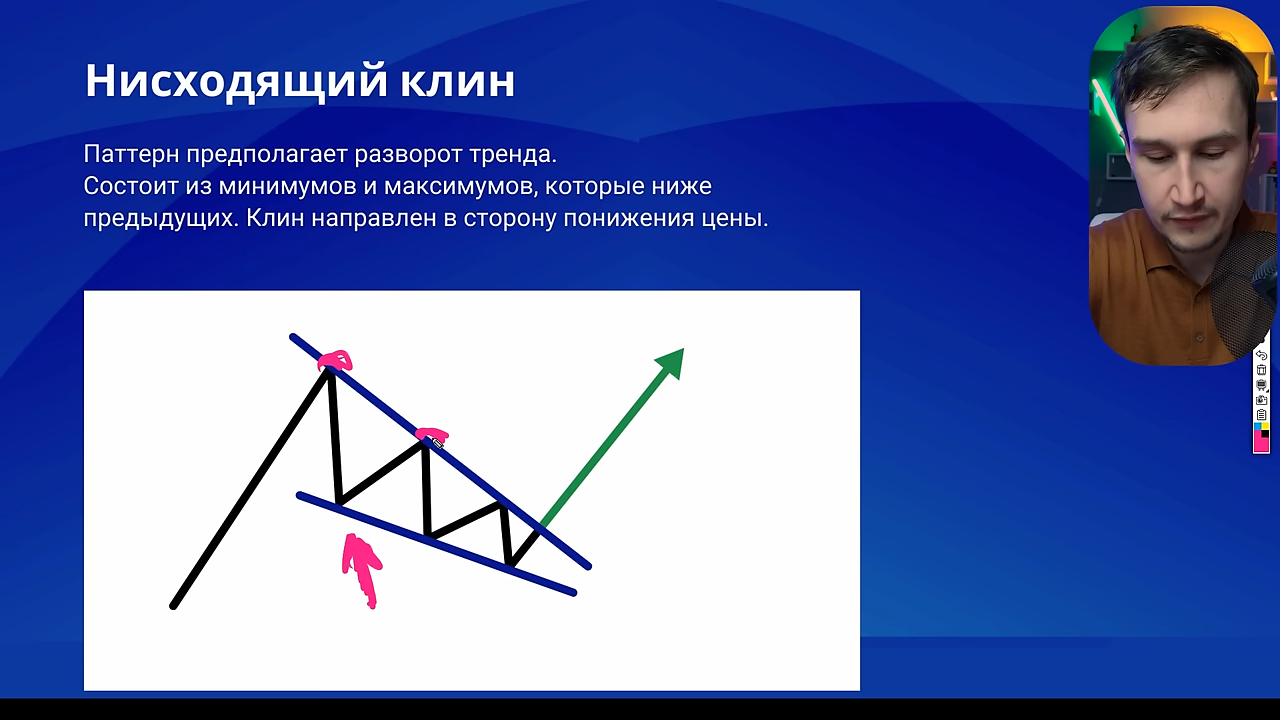 Нисходящий клин
Паттерн предполагает разворот тренда.
Состоит из минимумов и максимумов, которые ниже
предыдущих. Клин направлен в сторону понижения цены.